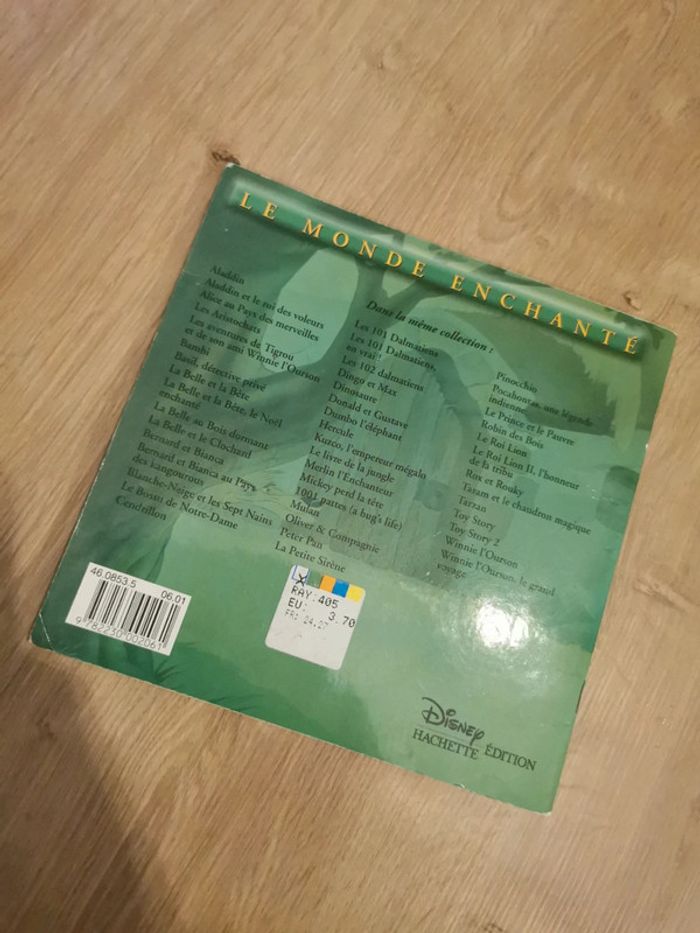 LE MONDE ENCHANTÉ
Dans la même collection :
Aladdin
Aladdin et le roi des voleurs
Alice au Pays des merveilles
Les Aristochats
Les aventures de Tigrou
et de son ami Winnie l'Ourson
Bambi
Basil, détective privé
La Belle et la Bête
La Belle et la Bête, le Noël
enchanté
La Belle au Bois dormant
La Belle et le Clochard
Bernard et Bianca
Bernard et Bianca au Pays
des kangourous
Blanche-Neige et les Sept Nains
Le Bossu de Notre-Dame
Cendrillon
Les 101 Dalmatiens
Les 101 Dalmatiens,
en vrai !
Les 102 dalmatiens
Dingo et Max
Dinosaure
Donald et Gustave
Dumbo l'éléphant
Hercule
Kuzco, l'empereur mégalo
Le livre de la jungle
Merlin l'Enchanteur
Mickey perd la tête
1001 pattes (a bug's life)
Mulan
Oliver & Compagnie
Peter Pan
La Petite Sirène
Pinocchio
Pocahontas, une légende
indienne
Le Prince et le Pauvre
Robin des Bois
Le Roi Lion
Le Roi Lion II, l'honneur
de la tribu
Rox et Rouky
Taram et le chaudron magique
Tarzan
Toy Story
Toy Story 2
Winnie l'Ourson
Winnie l'Ourson, le grand
voyage
46.0853.5 06.01
9782230002061
RAY:405
EU: 3.70
FR: 24.27
DISNEY
HACHETTE ÉDITION